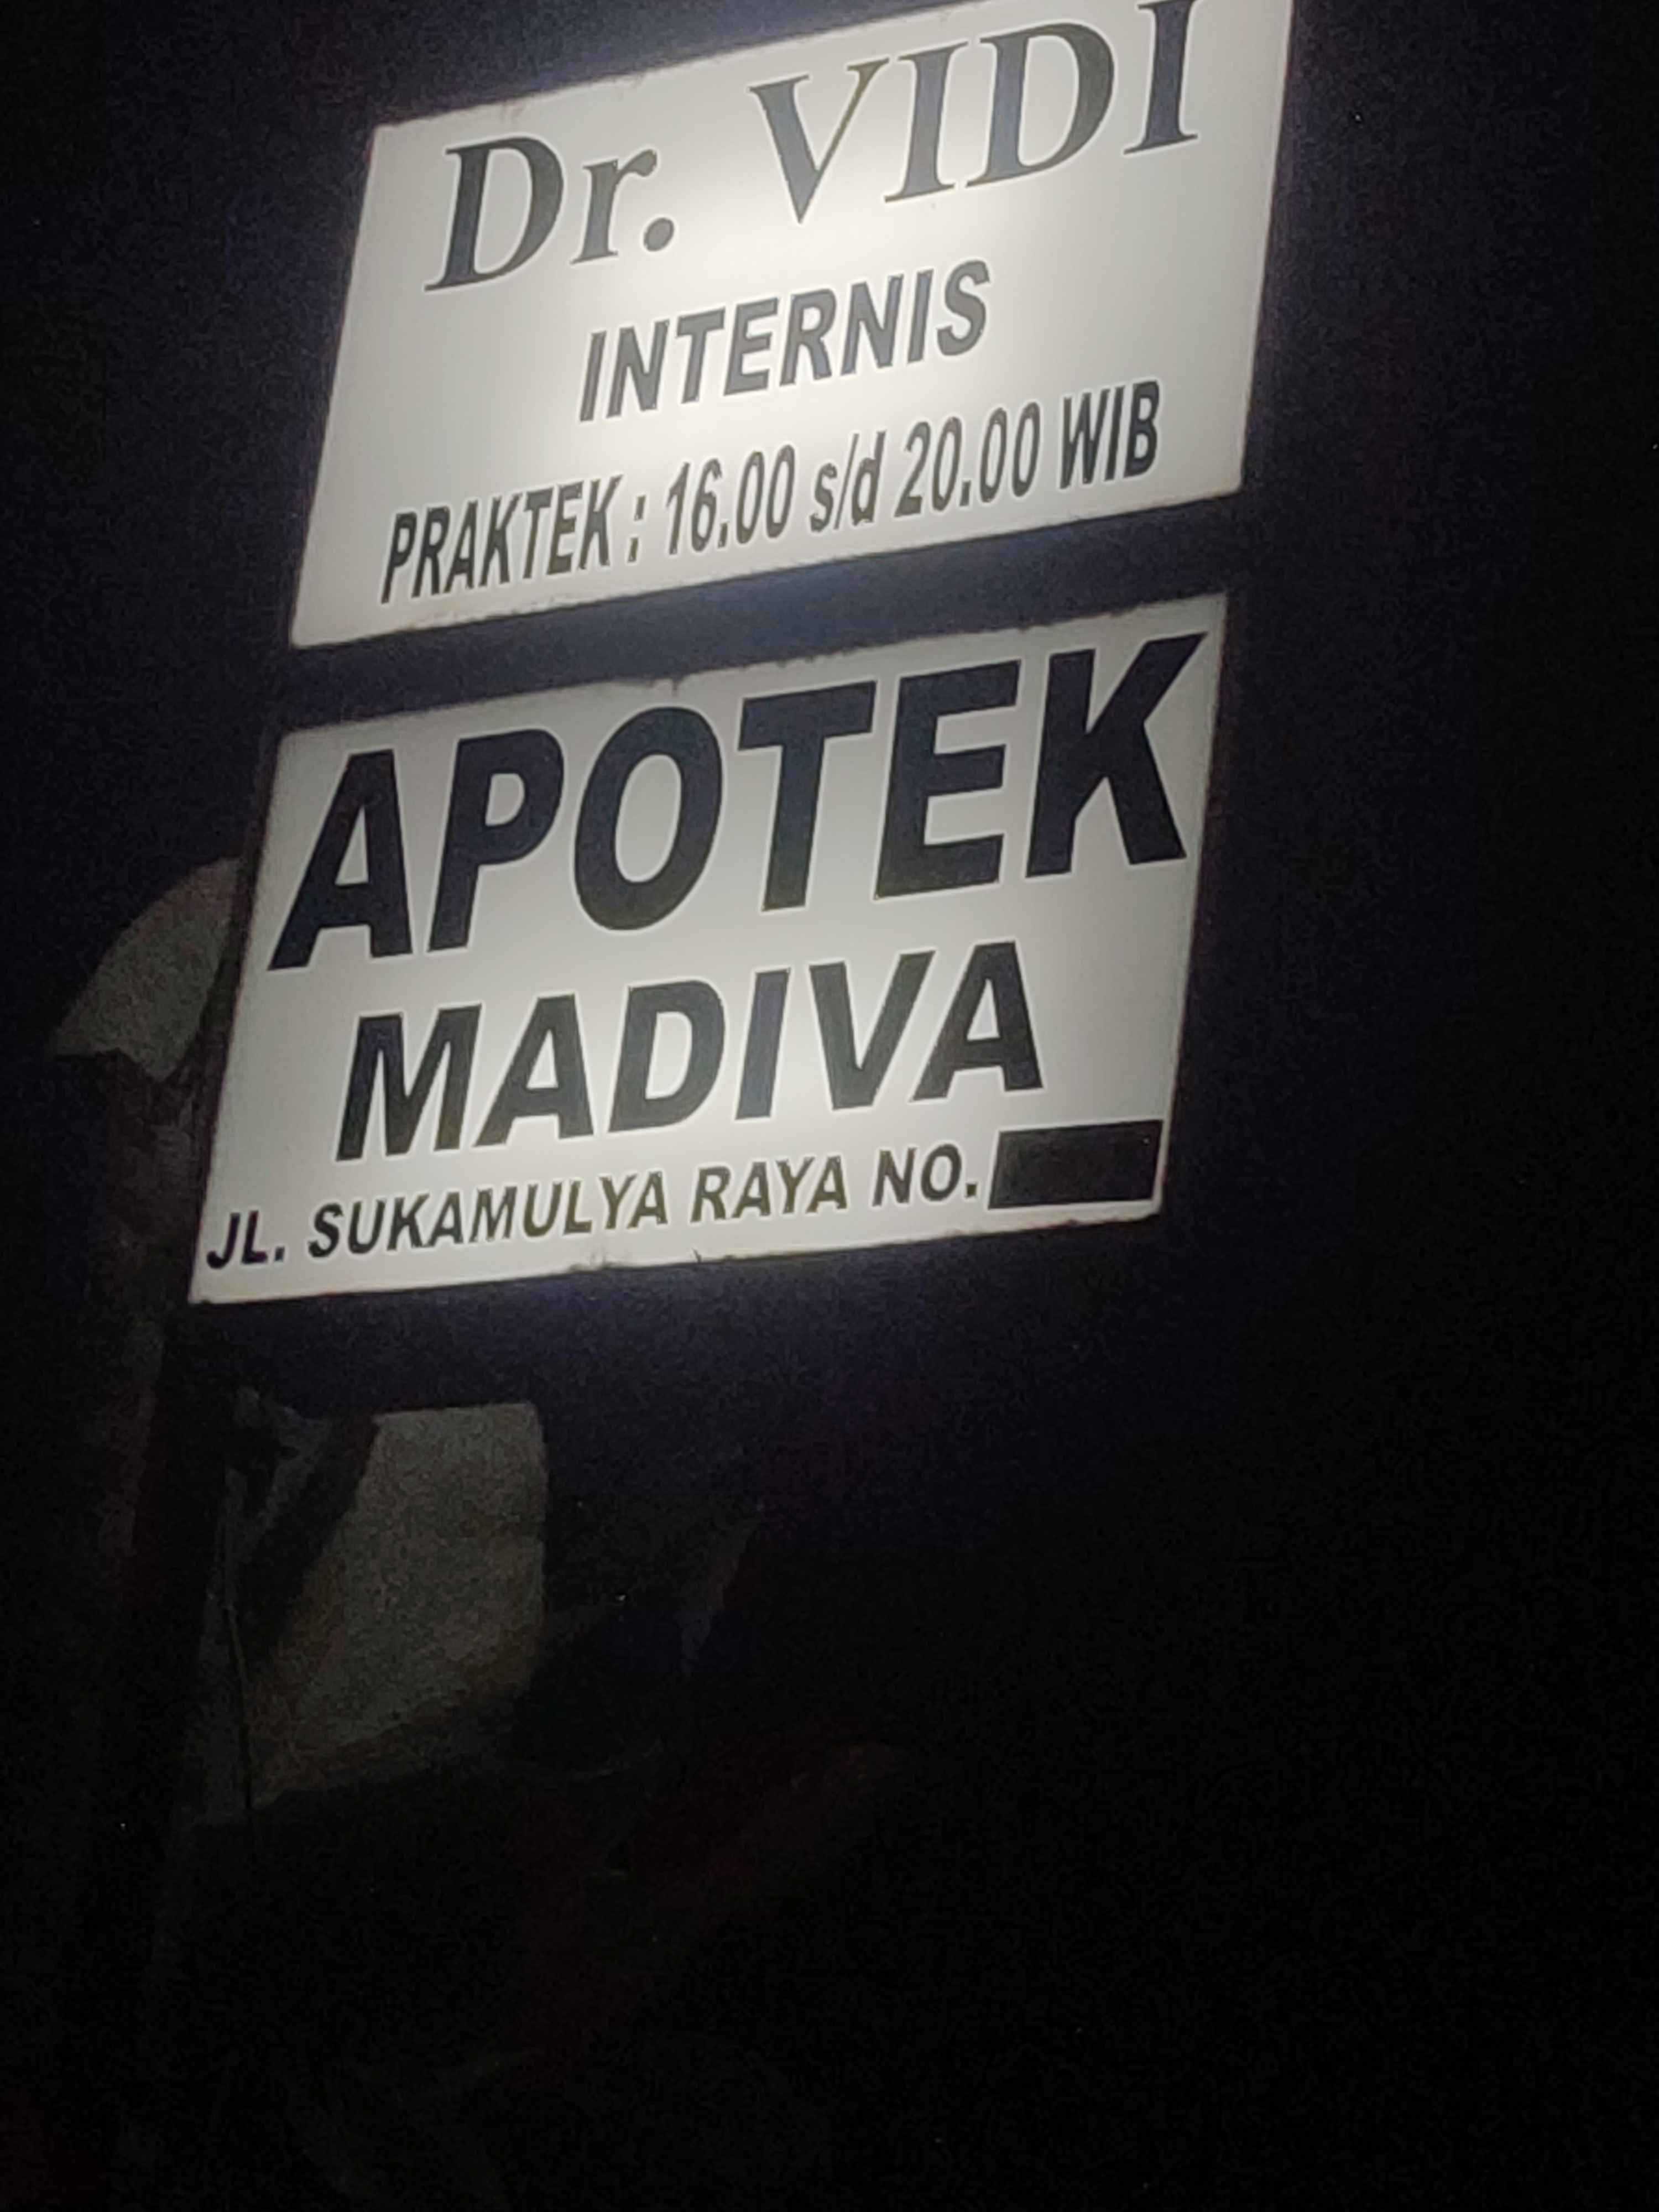 Dr. VIDI
INTERNIS
PRAKTEK : 16.00 s/d 20.00 WIB
APOTEK
MADIVA
JL. SUKAMULYA RAYA NO.